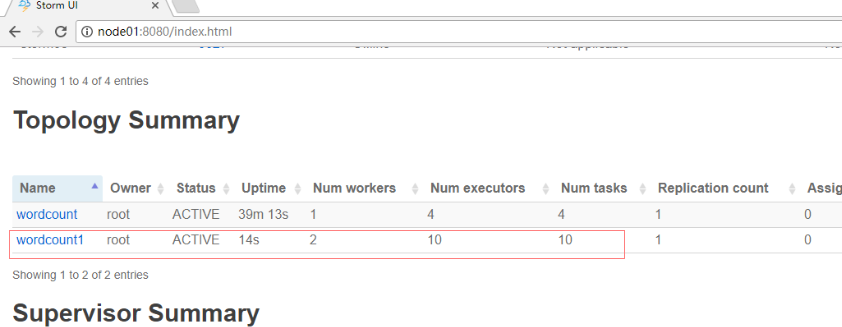 Storm UI
node01:8080/index.html
Showing 1 to 4 of 4 entries
Topology Summary
Name Owner Status Uptime Num workers Num executors Num tasks Replication count Assig
wordcount root ACTIVE 39m 13s 1 4 4 1 0
wordcount1 root ACTIVE 14s 2 10 10 1 0
Showing 1 to 2 of 2 entries
Supervisor Summary